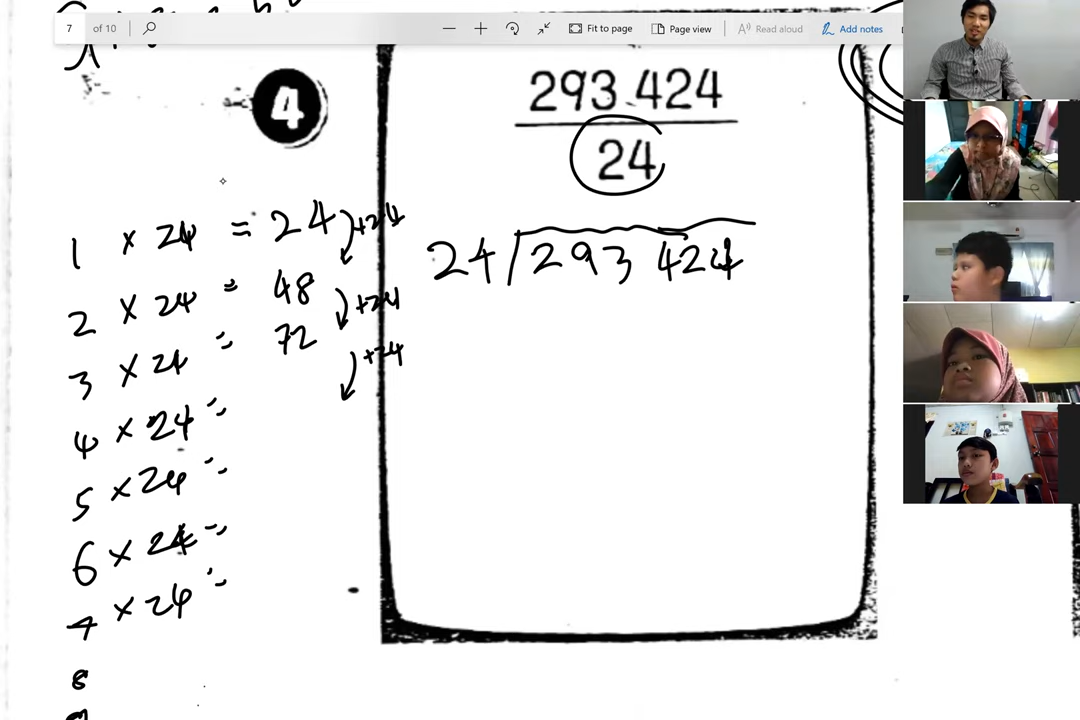 7 of 10 Fit to page Page view Read aloud Add notes
4
293 424
24
1 × 24 = 24 +24
2 × 24 = 48 +24
3 × 24 = 72 +24
4 × 24 =
5 × 24 =
6 × 24 =
7 × 24 =
8
24 293 424